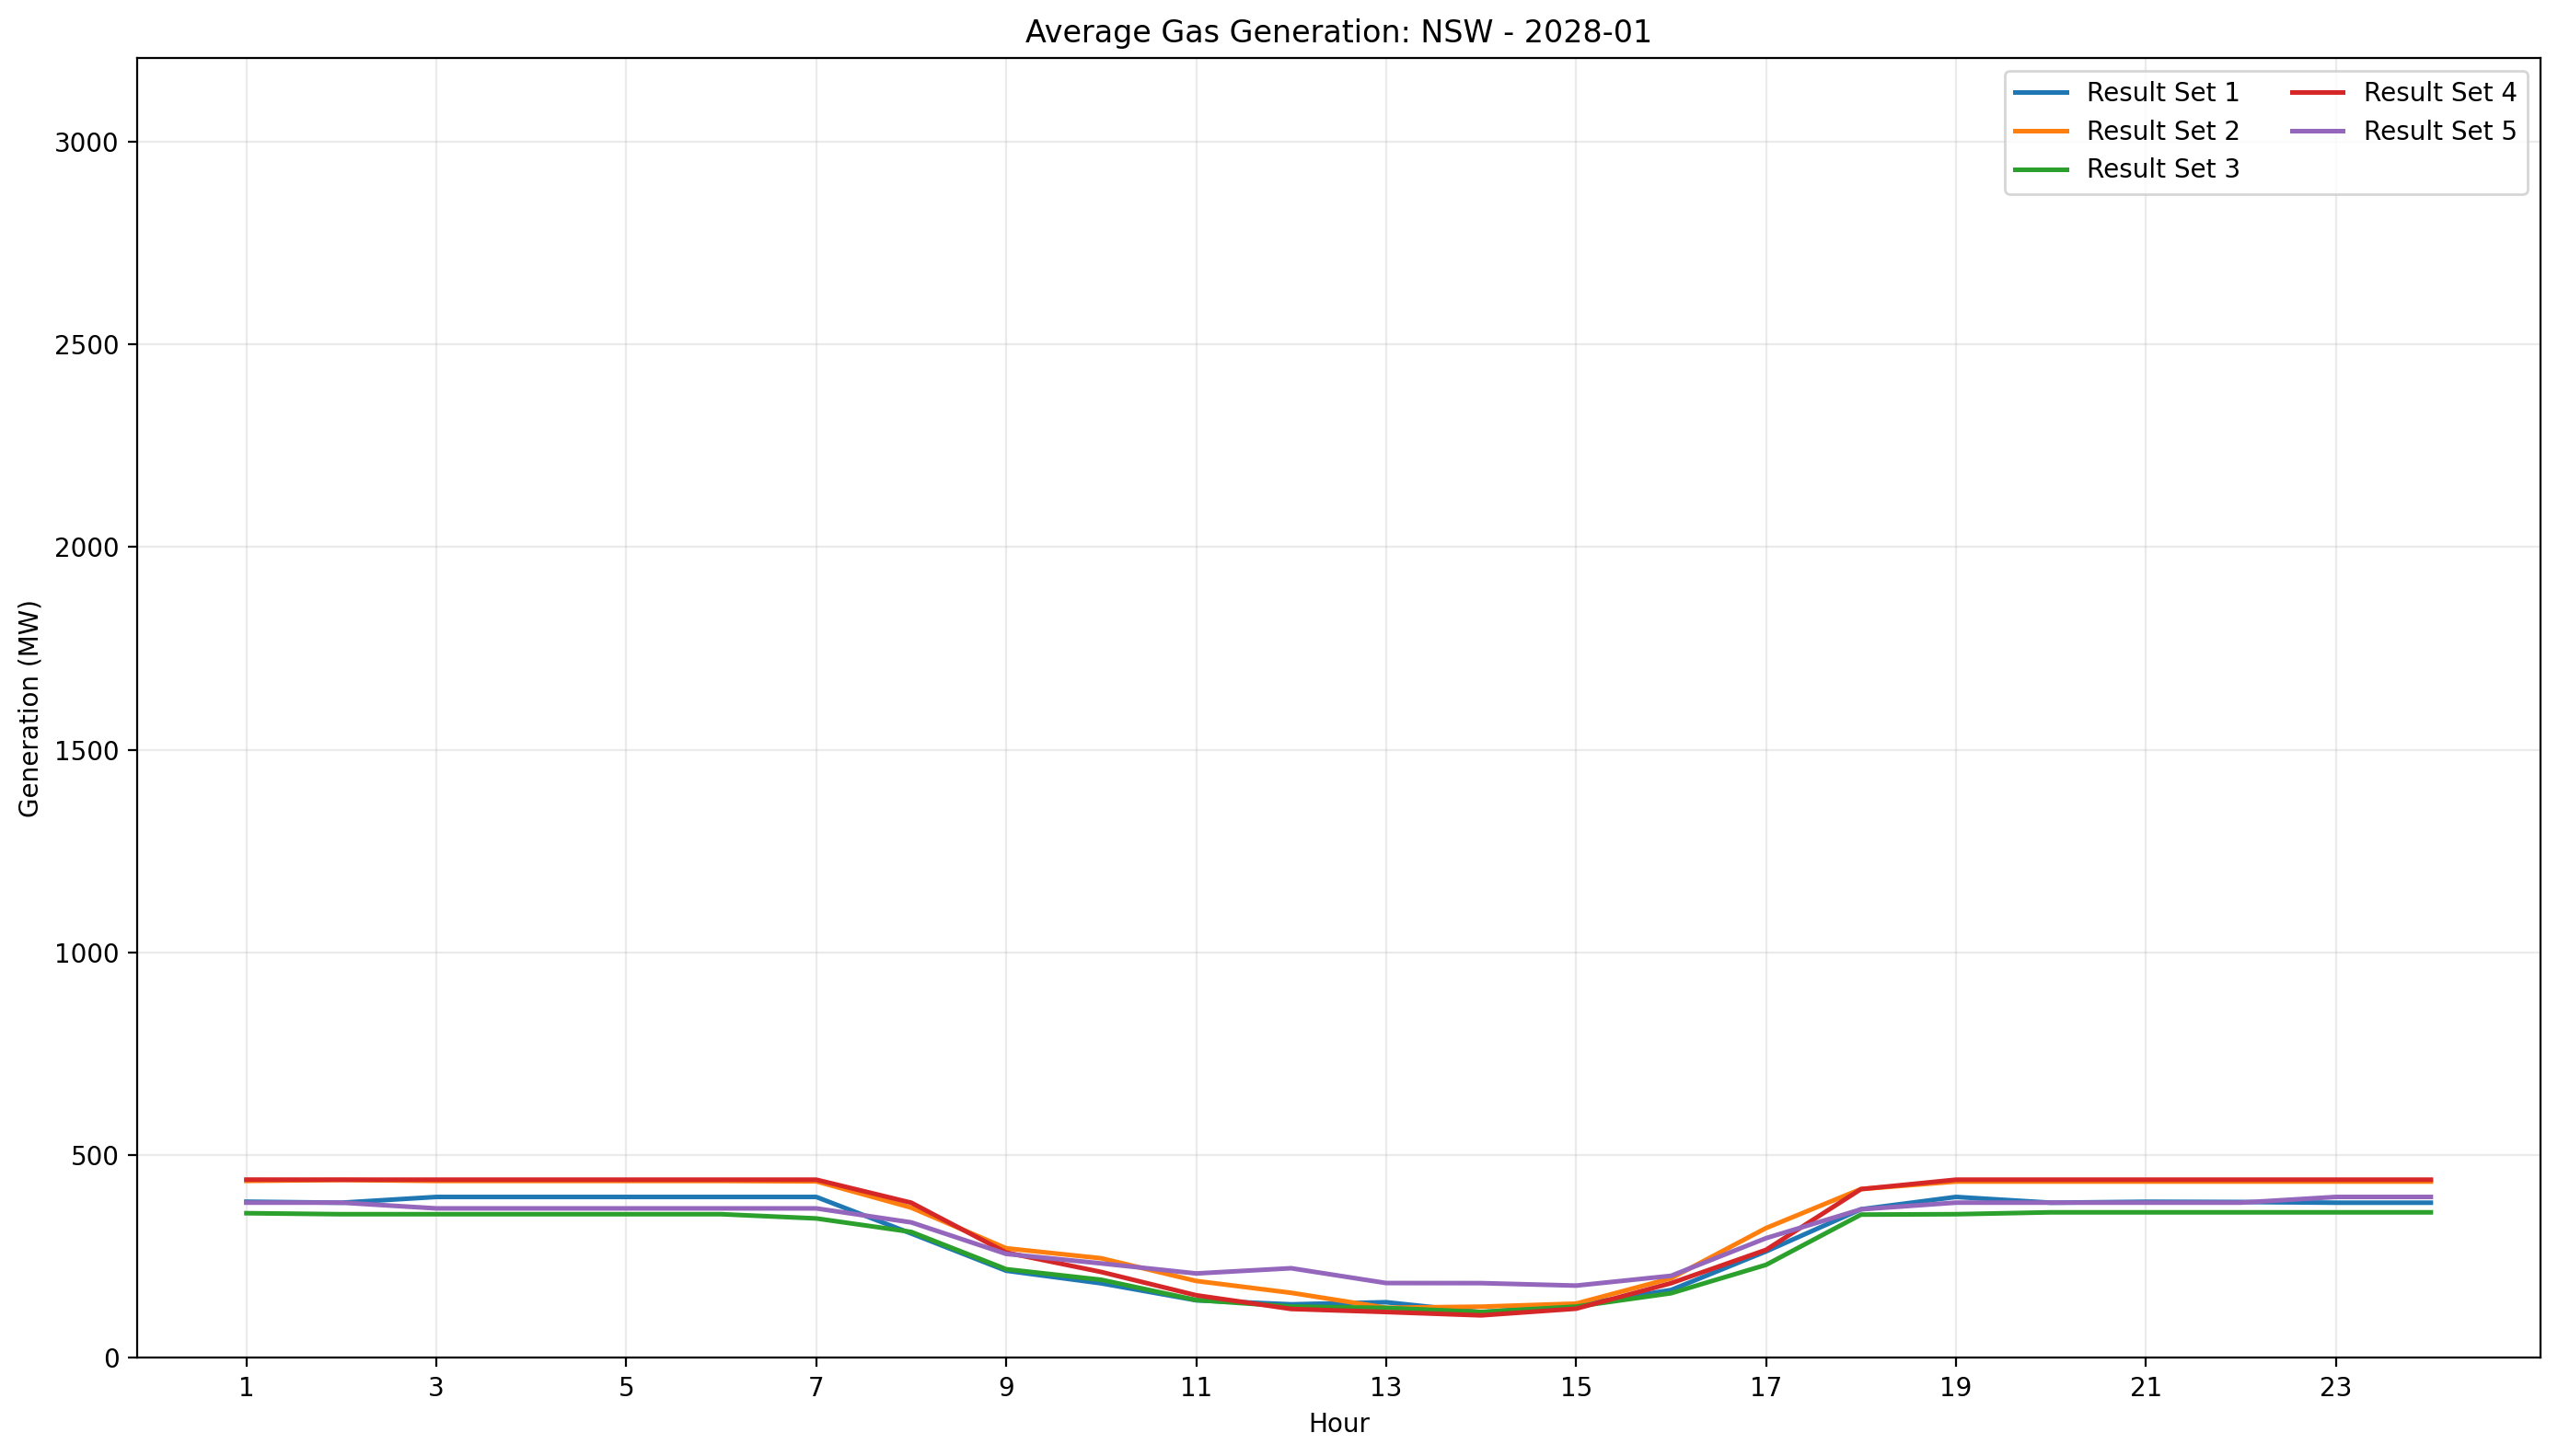 Average Gas Generation: NSW - 2028-01
Result Set 1
Result Set 2
Result Set 3
Result Set 4
Result Set 5
Generation (MW)
3000
2500
2000
1500
1000
500
0
1 3 5 7 9 11 13 15 17 19 21 23
Hour